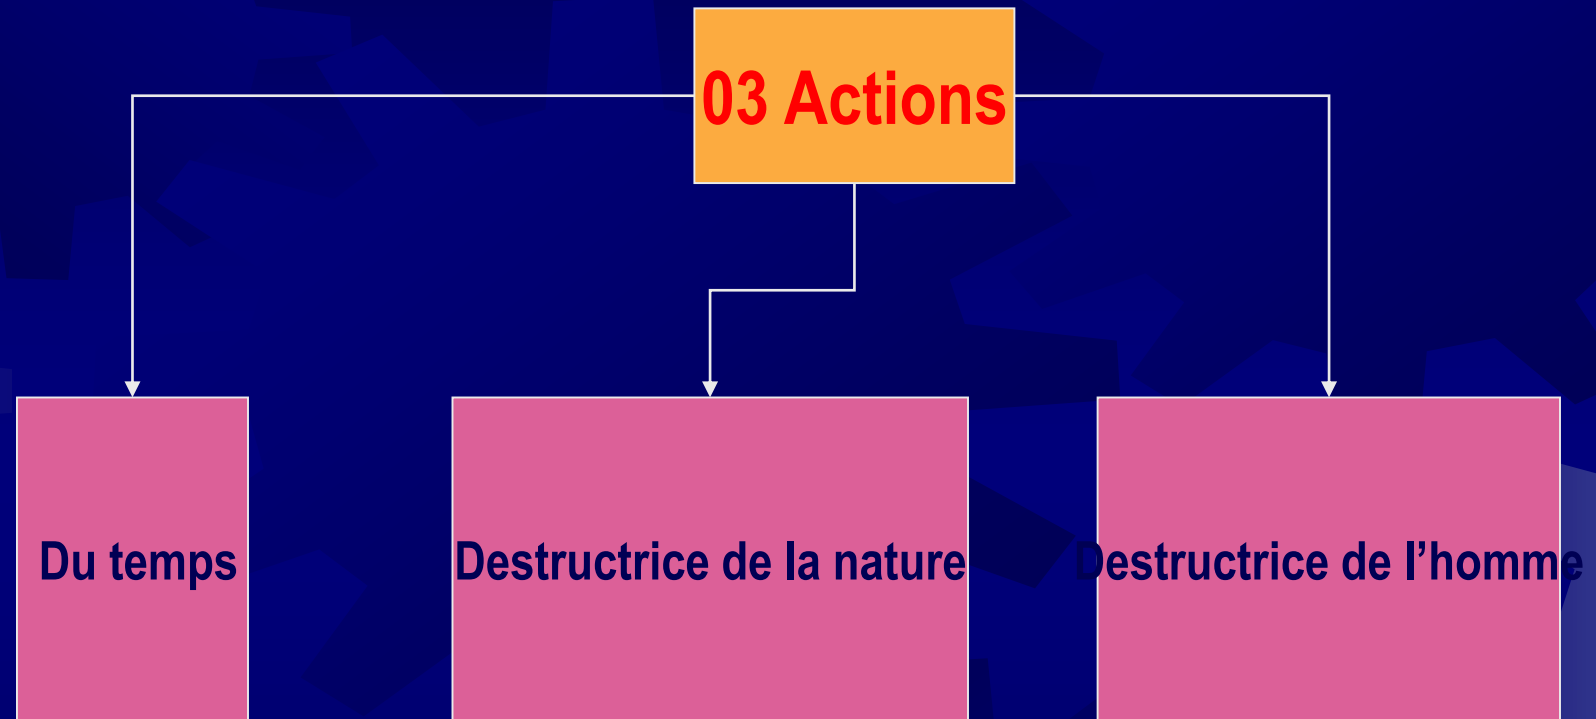 03 Actions
Du temps
Destructrice de la nature
Destructrice de l’homme